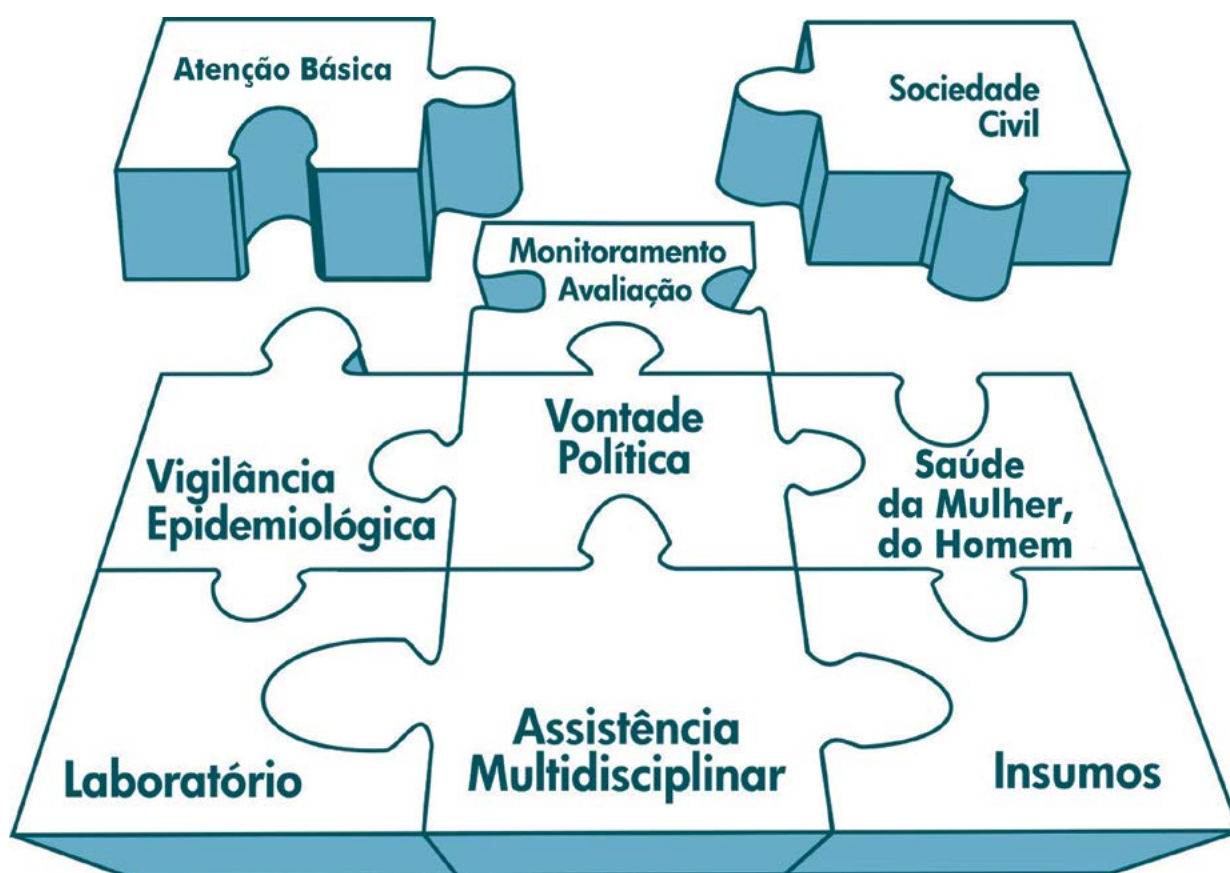 Atenção Básica
Sociedade
Civil
Monitoramento
Avaliação
Vontade
Política
Vigilância
Epidemiológica
Saúde
da Mulher,
do Homem
Laboratório
Assistência
Multidisciplinar
Insumos